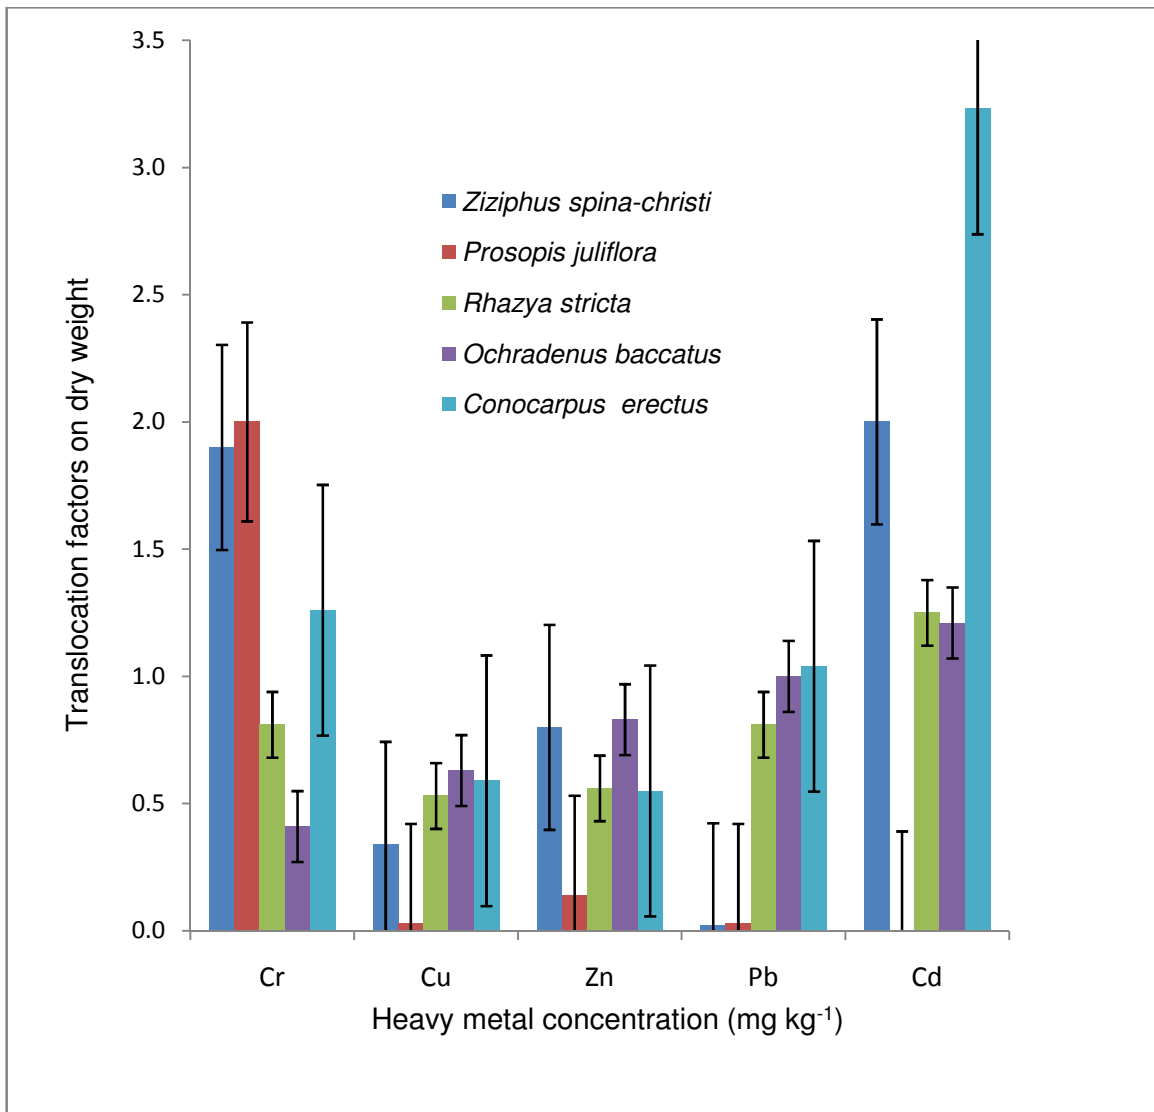 3.5
3.0
2.5
2.0
1.5
1.0
0.5
0.0
Translocation factors on dry weight
Ziziphus spina-christi
Prosopis juliflora
Rhazya stricta
Ochradenus baccatus
Conocarpus erectus
Cr Cu Zn Pb Cd
Heavy metal concentration (mg kg⁻¹)